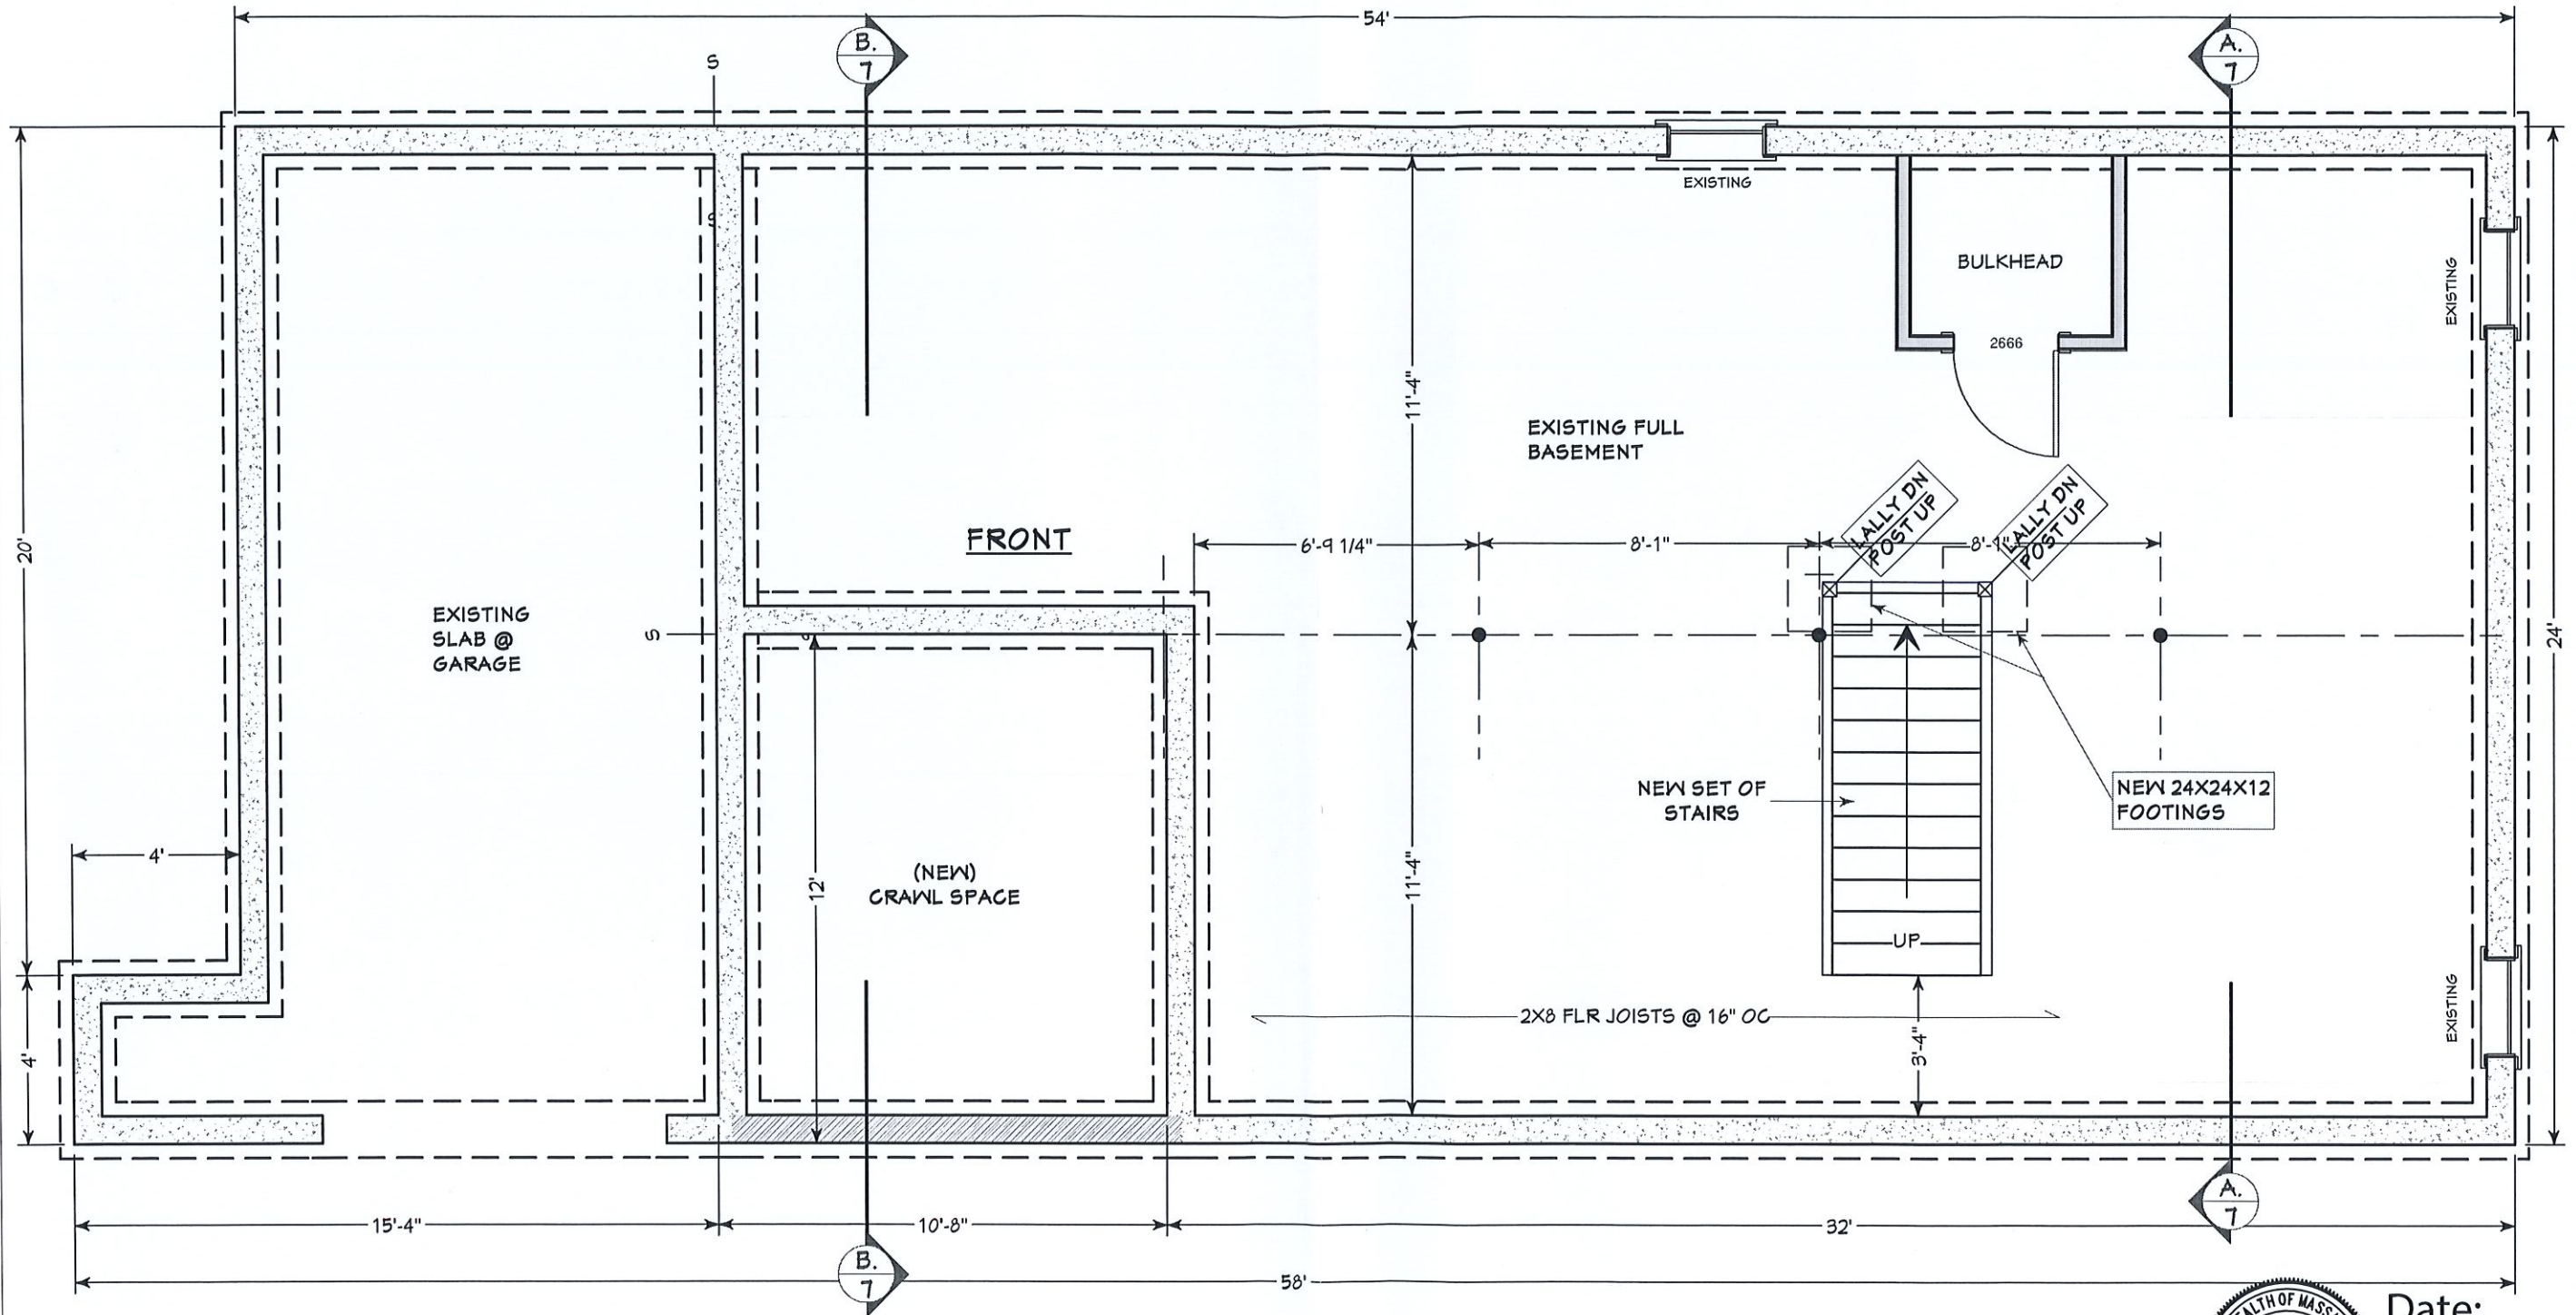 54'
B.
7
A.
7
S
EXISTING
S
BULKHEAD
EXISTING
2666
11'-4"
EXISTING FULL
BASEMENT
LALLY DN
POST UP
LALLY DN
POST UP
FRONT
6'-9 1/4"
8'-1"
8'-1"
20'
EXISTING
SLAB @
GARAGE
S
24'
NEW SET OF
STAIRS
NEW 24X24X12
FOOTINGS
4'
12'
(NEW)
CRAWL SPACE
11'-4"
UP
2X8 FLR JOISTS @ 16" OC
3'-4"
EXISTING
4'
15'-4"
10'-8"
32'
A.
7
B.
7
58'
Date: